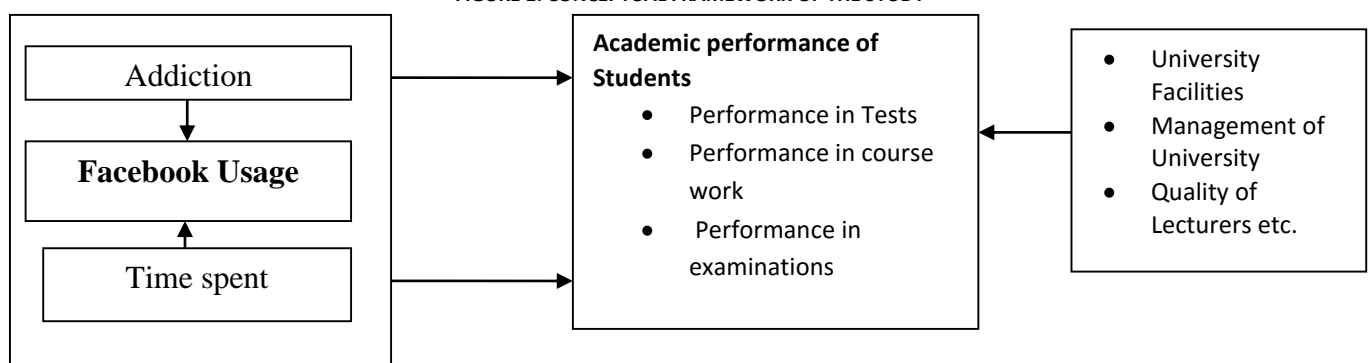 Addiction
Facebook Usage
Time spent
Academic performance of
Students
● Performance in Tests
● Performance in course
work
● Performance in
examinations
● University
Facilities
● Management of
University
● Quality of
Lecturers etc.